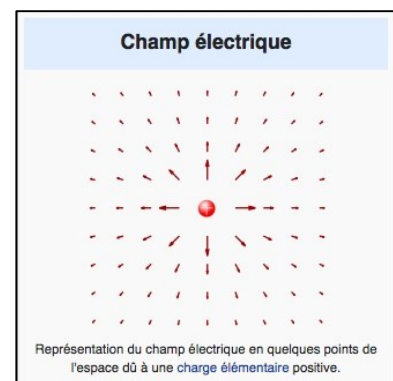 Champ électrique
Représentation du champ électrique en quelques points de
l'espace dû à une charge élémentaire positive.